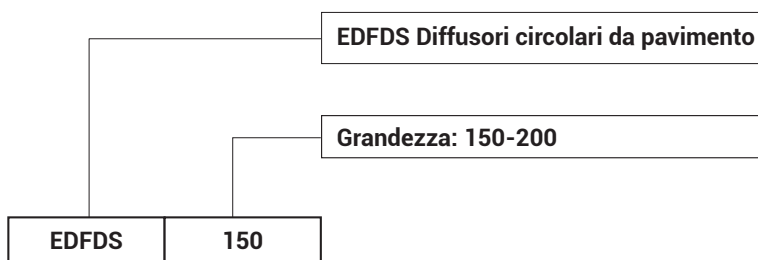 EDFDS Diffusori circolari da pavimento
Grandezza: 150-200
EDFDS 150